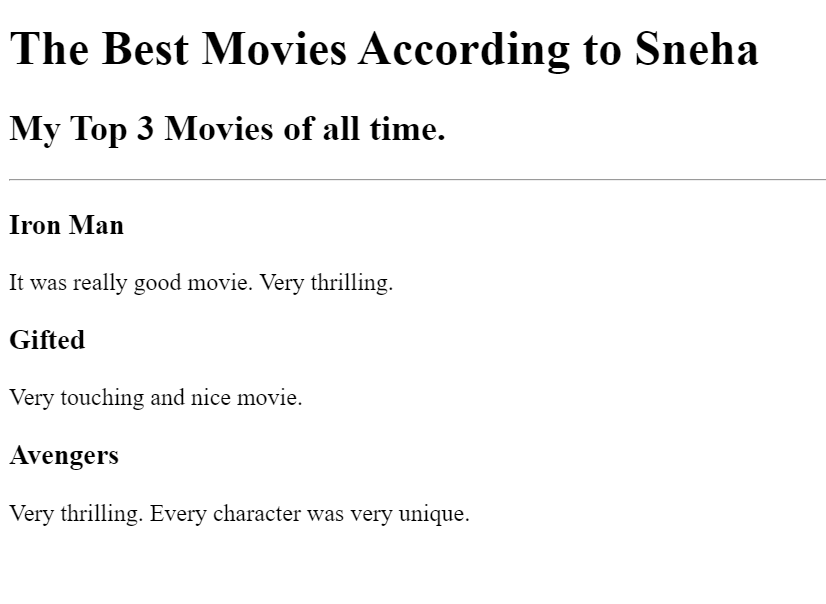 The Best Movies According to Sneha
My Top 3 Movies of all time.
Iron Man
It was really good movie. Very thrilling.
Gifted
Very touching and nice movie.
Avengers
Very thrilling. Every character was very unique.